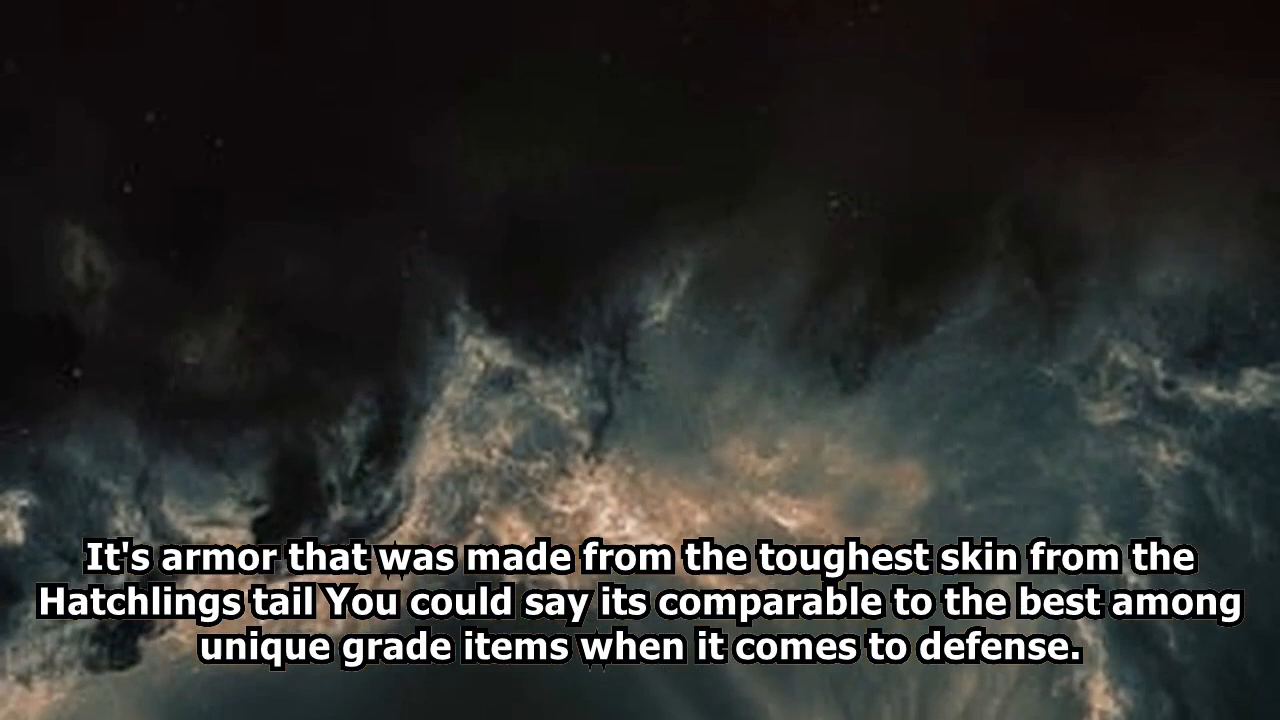 It's armor that was made from the toughest skin from the
Hatchlings tail You could say its comparable to the best among
unique grade items when it comes to defense.